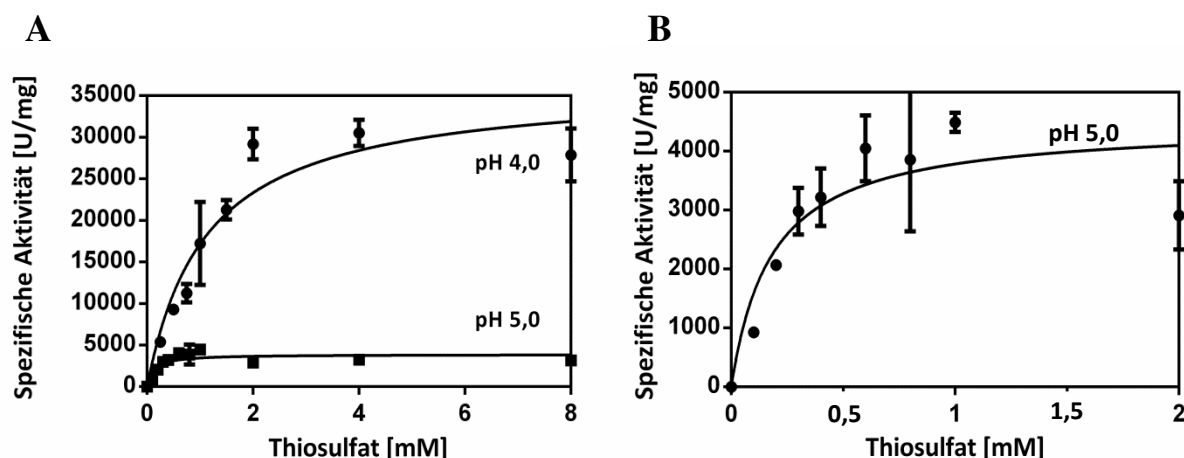 A
Spezifische Aktivität [U/mg]
35000
30000
25000
20000
15000
10000
5000
0
pH 4,0
pH 5,0
0
2
4
6
8
Thiosulfat [mM]
B
Spezifische Aktivität [U/mg]
5000
4000
3000
2000
1000
0
pH 5,0
0
0,5
1
1,5
2
Thiosulfat [mM]